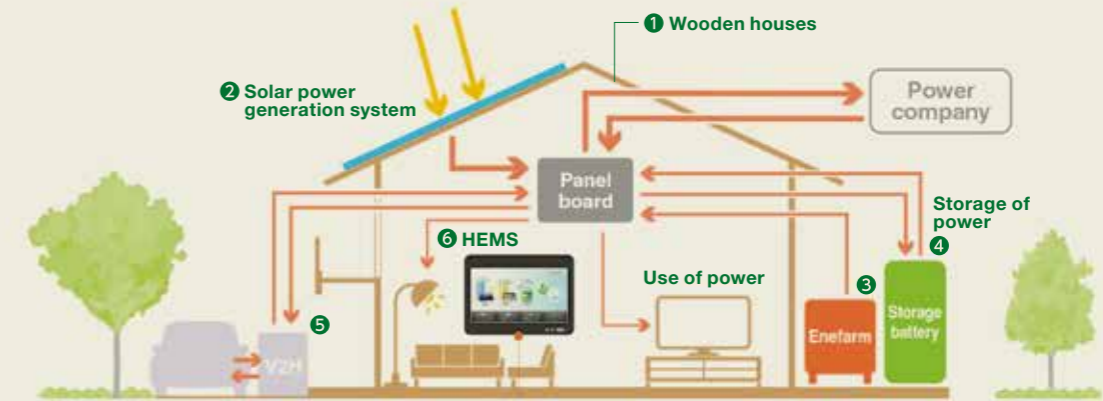 ❶ Wooden houses
❷ Solar power
generation system
Power
company
Panel
board
Storage of
power
❹
❻ HEMS
Use of power
❸
Storage
battery
❺
Enefarm
V2H